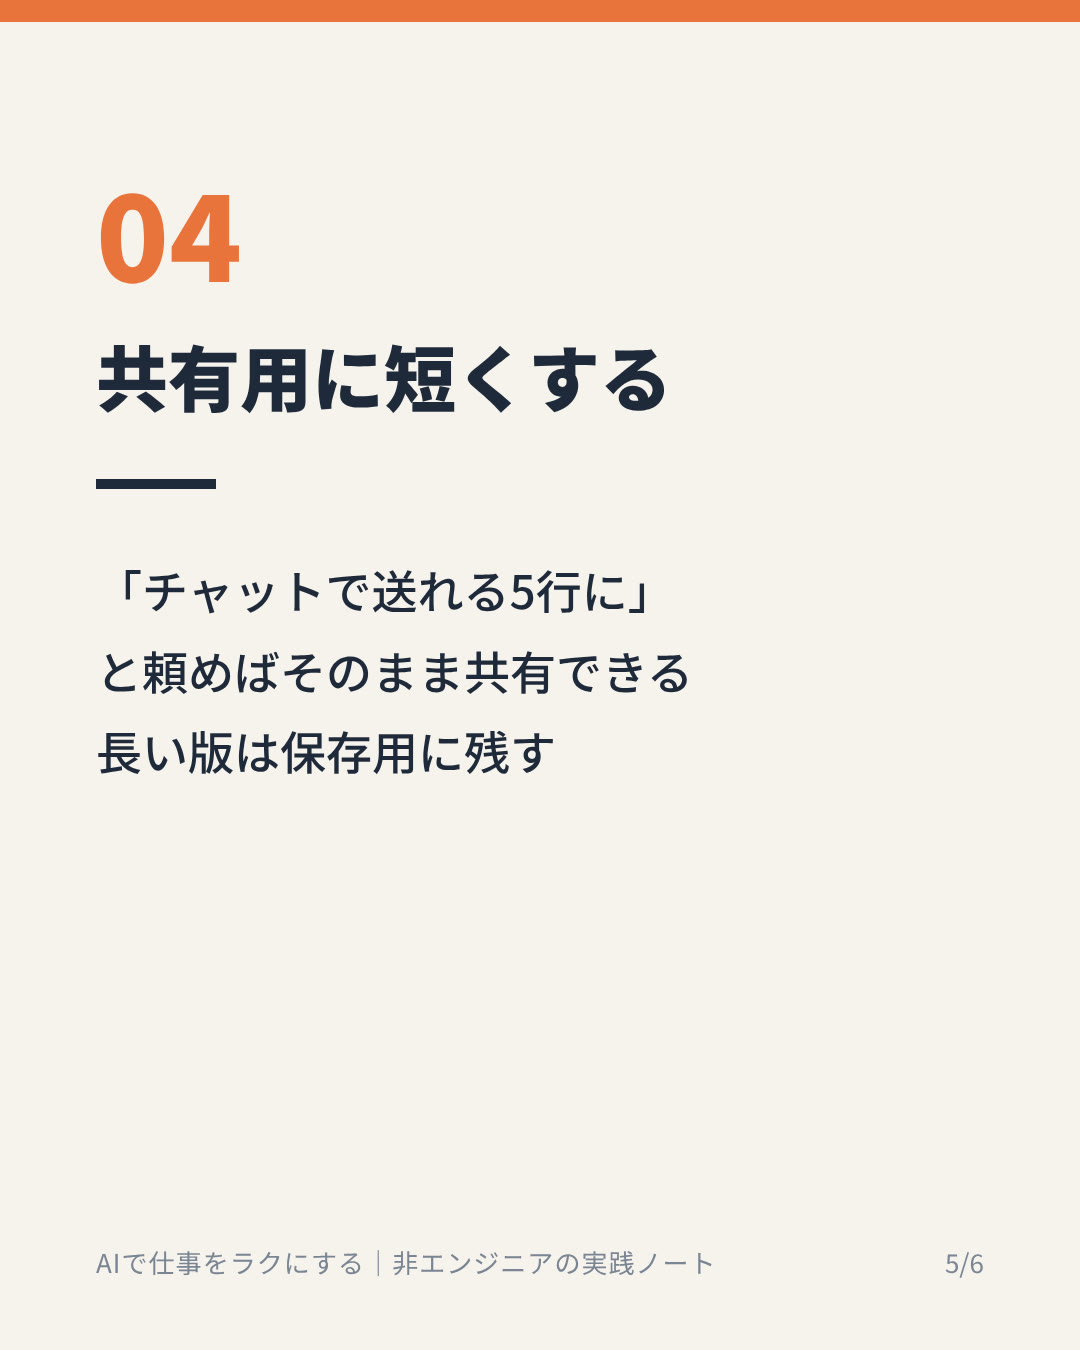 04
共有用に短くする
「チャットで送れる5行に」
と頼めばそのまま共有できる
長い版は保存用に残す
AIで仕事をラクにする｜非エンジニアの実践ノート
5/6